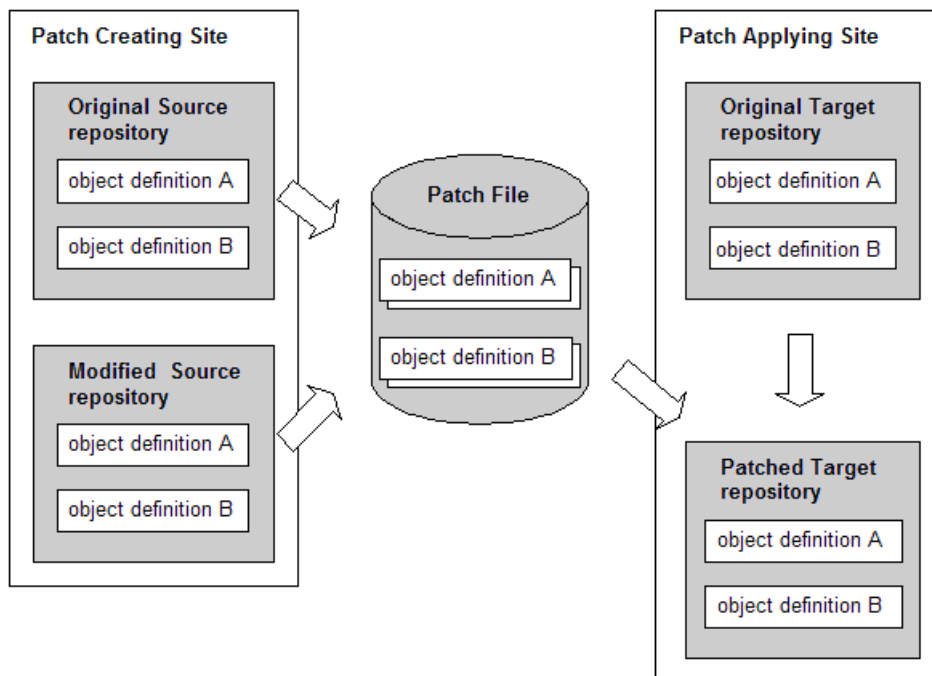 Patch Creating Site
Original Source
repository
object definition A
object definition B
Modified Source
repository
object definition A
object definition B
Patch File
object definition A
object definition B
Patch Applying Site
Original Target
repository
object definition A
object definition B
Patched Target
repository
object definition A
object definition B